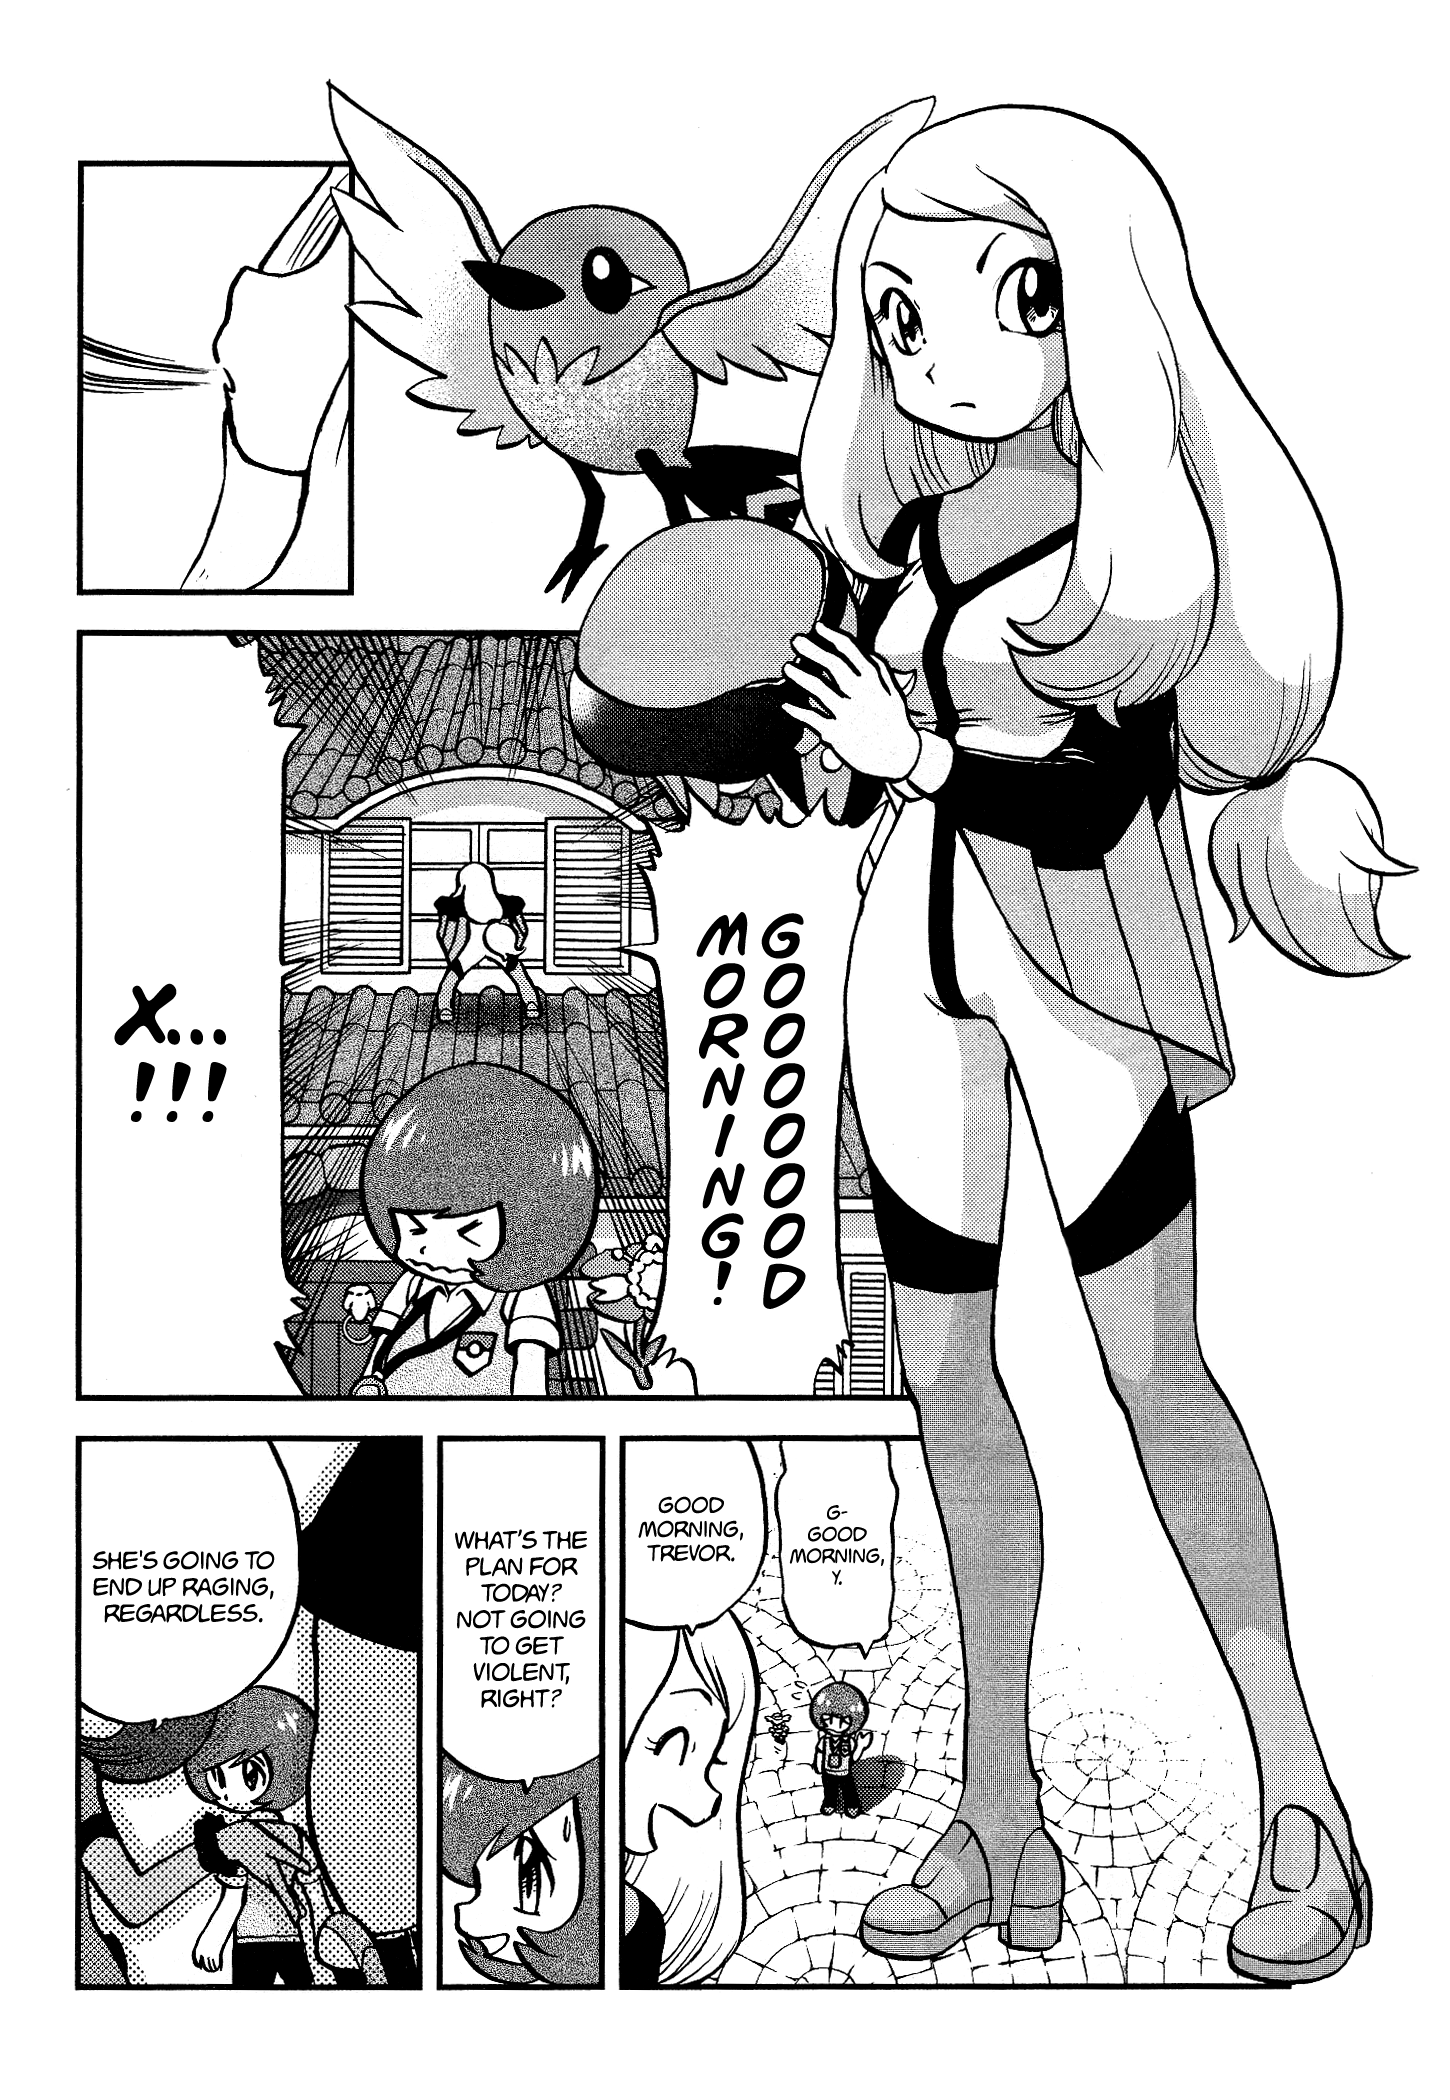 GOOOOOOOD
MORNING!
X...
!!!
G-
GOOD
MORNING,
Y.
GOOD
MORNING,
TREVOR.
WHAT'S THE
PLAN FOR
TODAY?
NOT GOING
TO GET
VIOLENT,
RIGHT?
SHE'S GOING TO
END UP RAGING,
REGARDLESS.